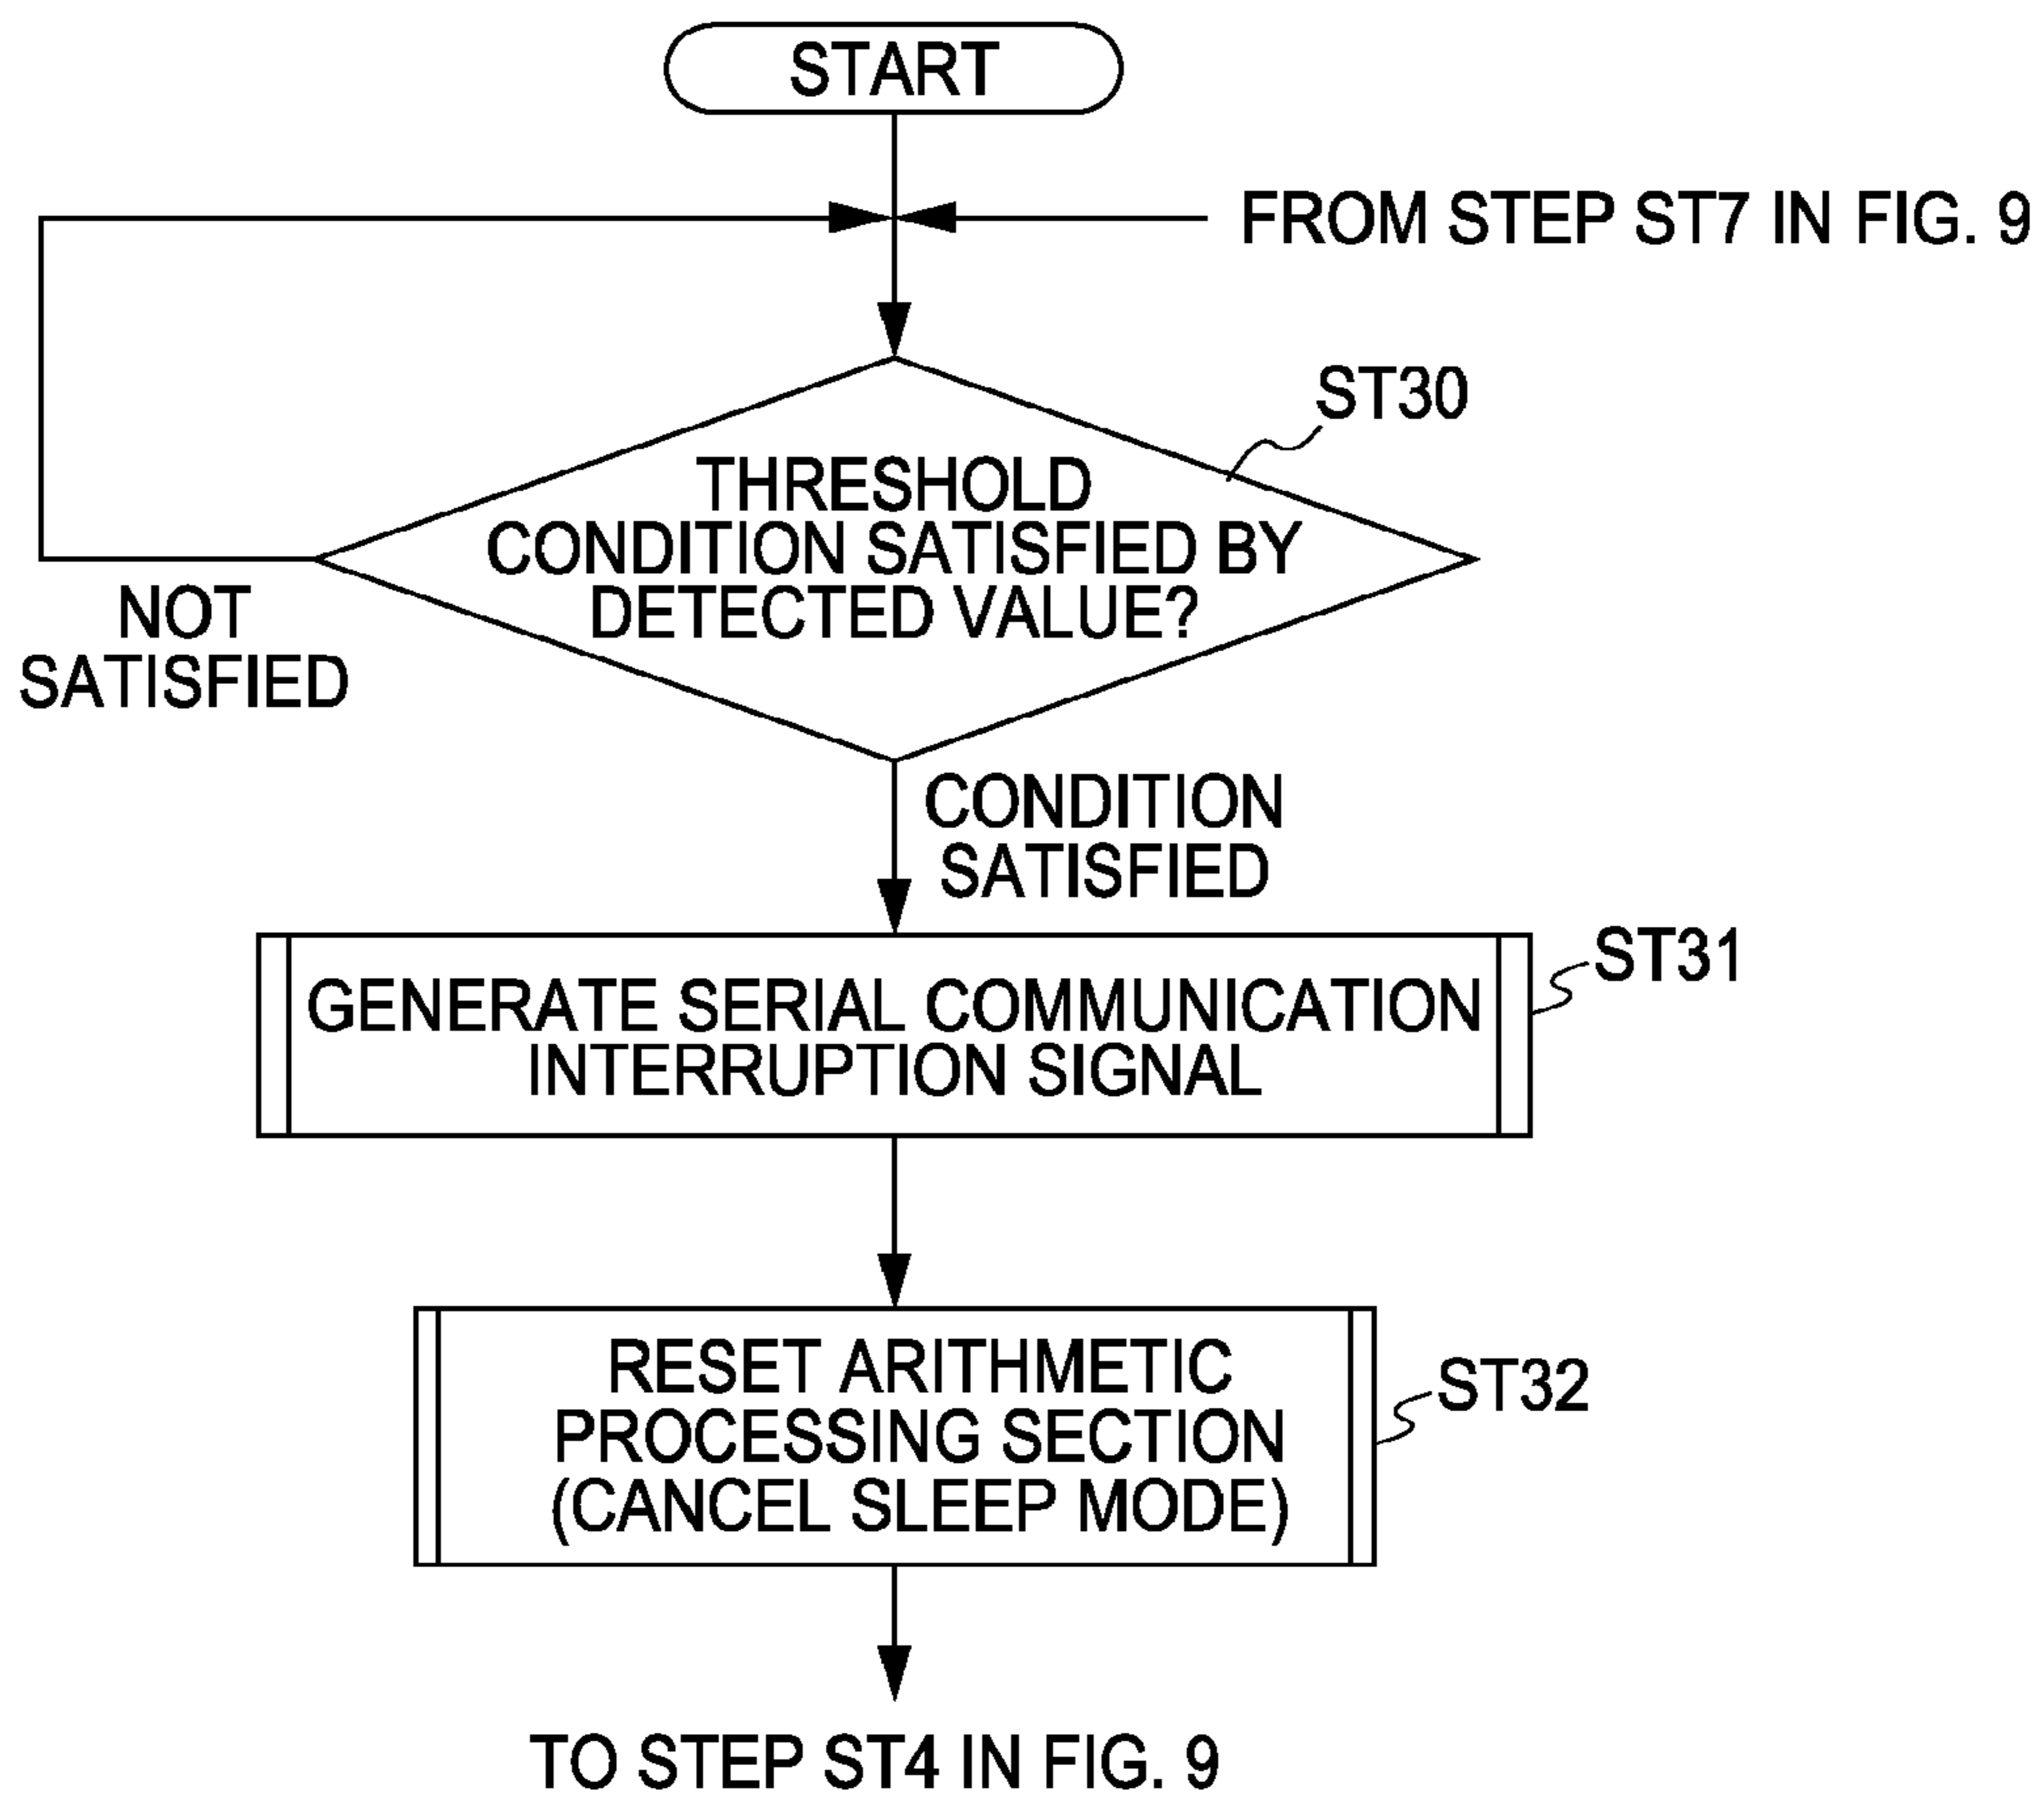 START
FROM STEP ST7 IN FIG. 9
ST30
THRESHOLD
CONDITION SATISFIED BY
DETECTED VALUE?
NOT
SATISFIED
CONDITION
SATISFIED
ST31
GENERATE SERIAL COMMUNICATION
INTERRUPTION SIGNAL
RESET ARITHMETIC
PROCESSING SECTION
(CANCEL SLEEP MODE)
ST32
TO STEP ST4 IN FIG. 9